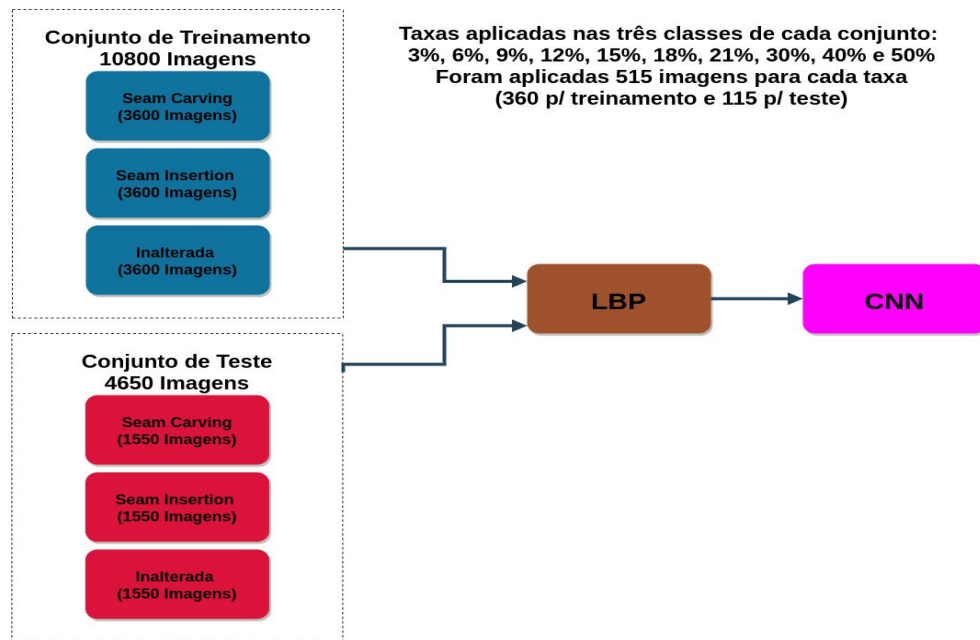 Conjunto de Treinamento
10800 Imagens
Seam Carving
(3600 Imagens)
Seam Insertion
(3600 Imagens)
Inalterada
(3600 Imagens)
Taxas aplicadas nas três classes de cada conjunto:
3%, 6%, 9%, 12%, 15%, 18%, 21%, 30%, 40% e 50%
Foram aplicadas 515 imagens para cada taxa
(360 p/ treinamento e 115 p/ teste)
LBP
CNN
Conjunto de Teste
4650 Imagens
Seam Carving
(1550 Imagens)
Seam Insertion
(1550 Imagens)
Inalterada
(1550 Imagens)